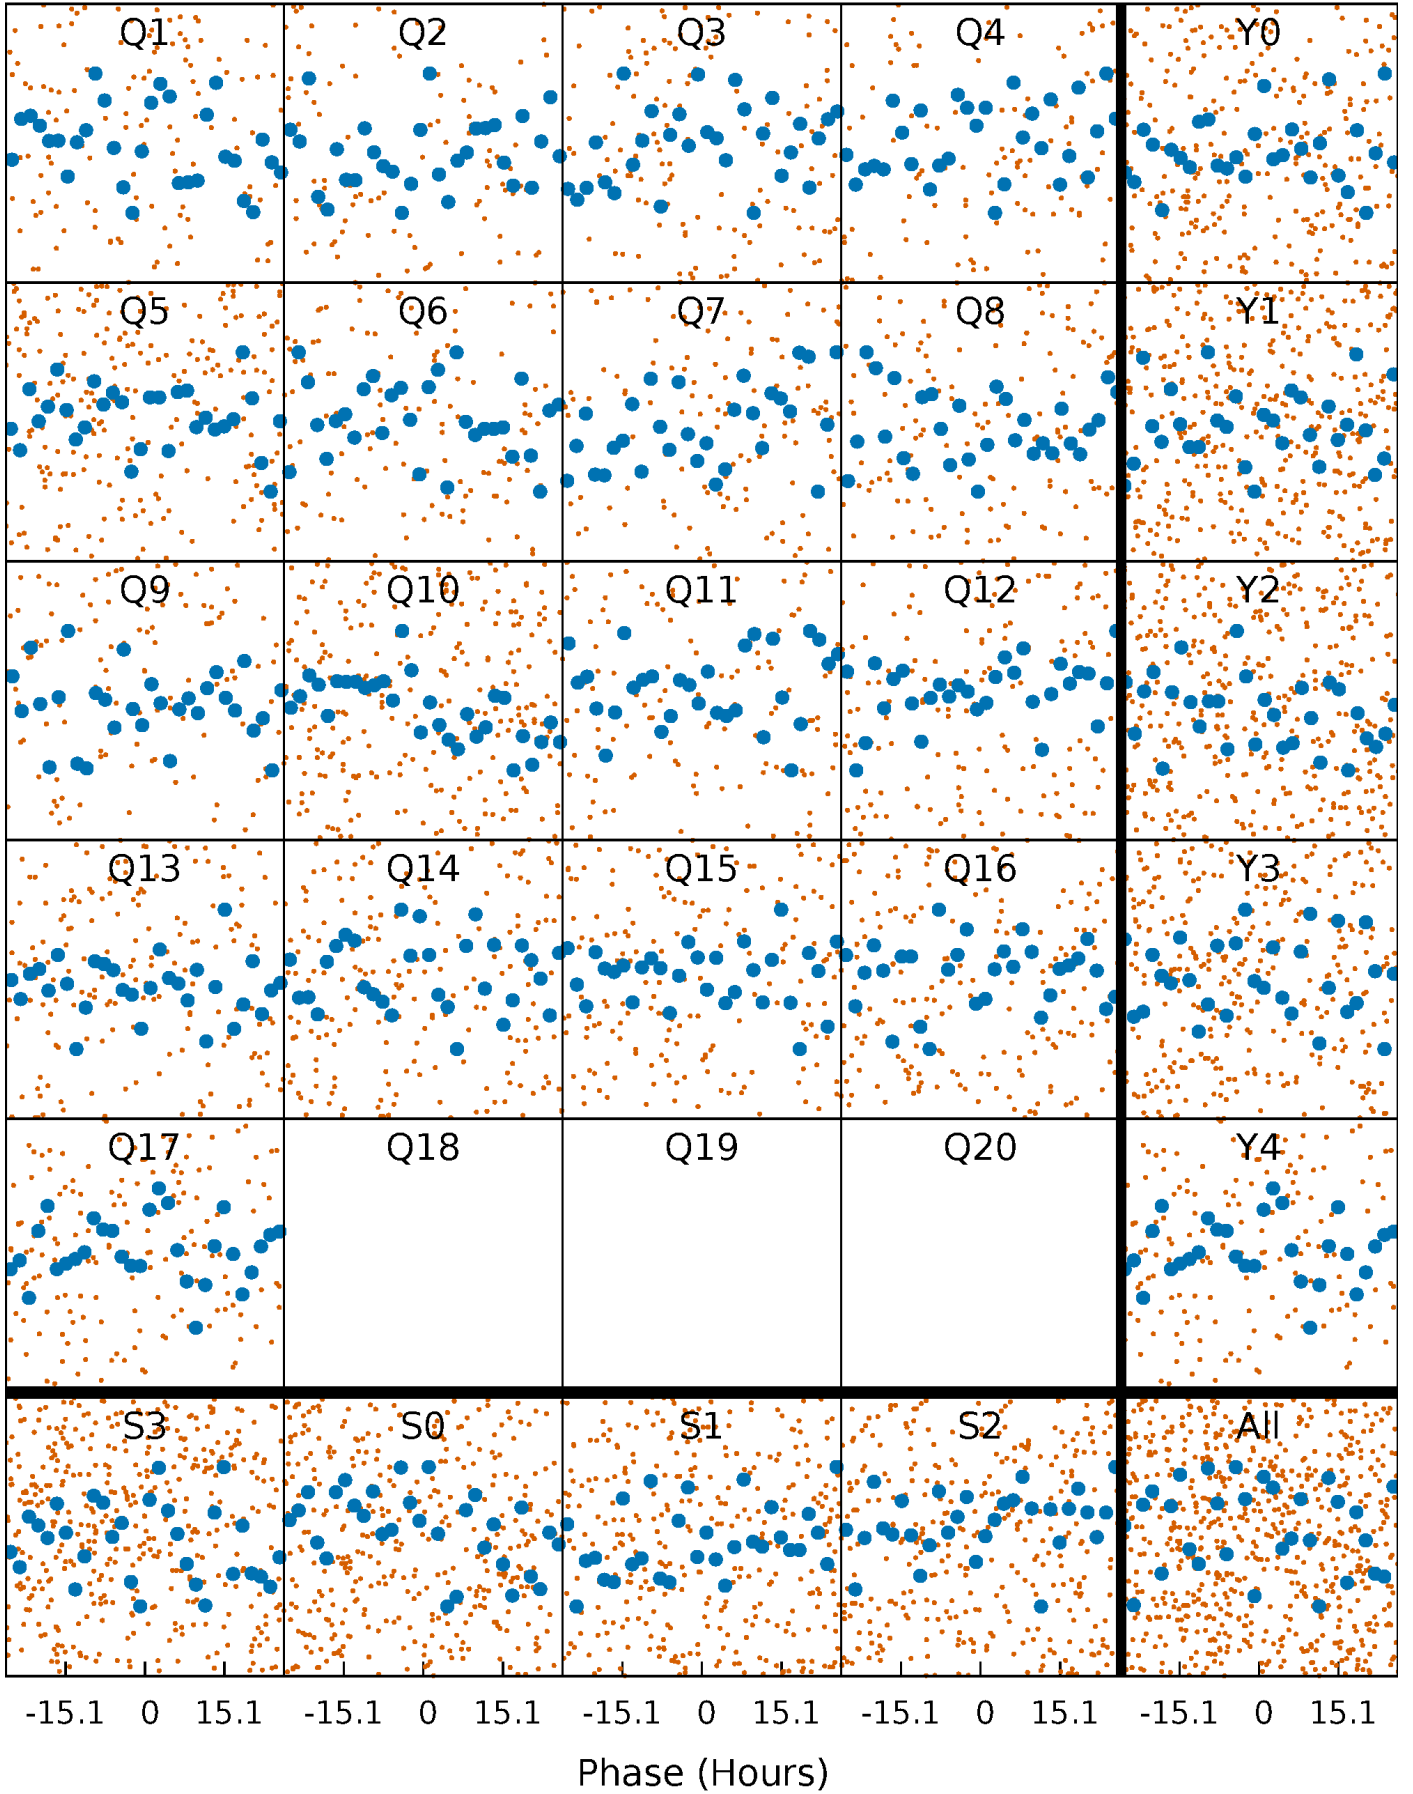 Q1 Q2 Q3 Q4 Y0
Q5 Q6 Q7 Q8 Y1
Q9 Q10 Q11 Q12 Y2
Q13 Q14 Q15 Q16 Y3
Q17 Q18 Q19 Q20 Y4
S3 S0 S1 S2 All
-15.1 0 15.1 -15.1 0 15.1 -15.1 0 15.1 -15.1 0 15.1 -15.1 0 15.1
Phase (Hours)